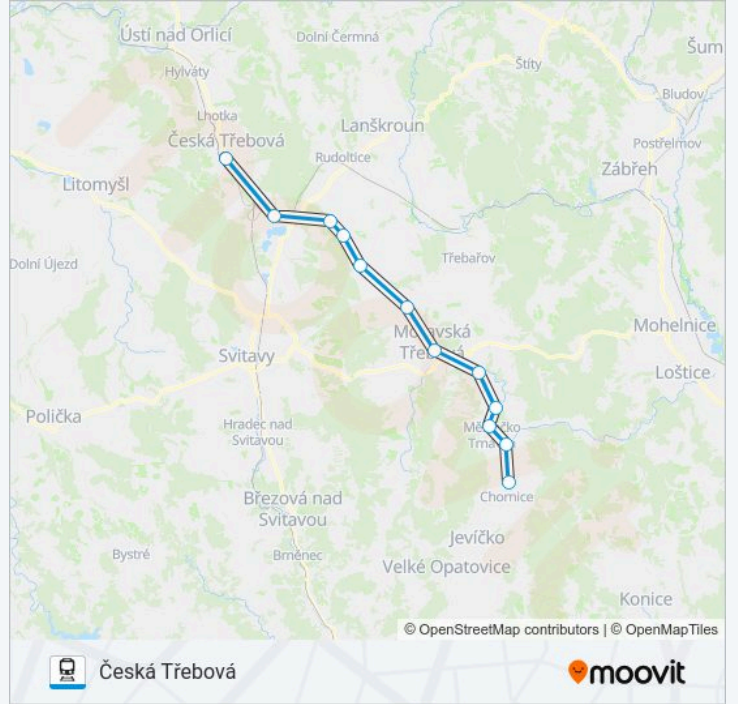 Ústí nad Orlicí
Dolní Čermná
Šum
Štíty
Hylváty
Bludov
Lhotka
Lanškroun
Česká Třebová
Postřelmov
Rudoltice
Zábřeh
Litomyšl
Třebařov
Dolní Újezd
Mohelnice
Svitavy
Loštice
Polička
Hradec nad
Svitavou
Chornice
Březová nad
Svitavou
Jevíčko
Bystré
Brněnec
Velké Opatovice
Konice
© OpenStreetMap contributors | © OpenMapTiles
Česká Třebová
moovit